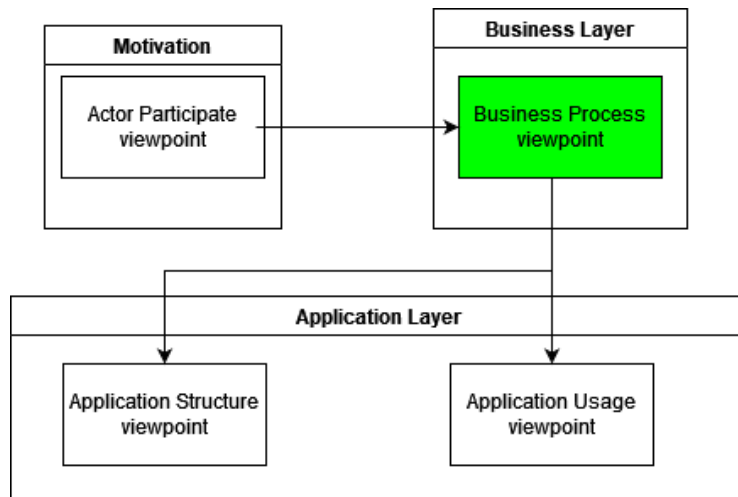 Motivation
Actor Participate
viewpoint
Business Layer
Business Process
viewpoint
Application Layer
Application Structure
viewpoint
Application Usage
viewpoint